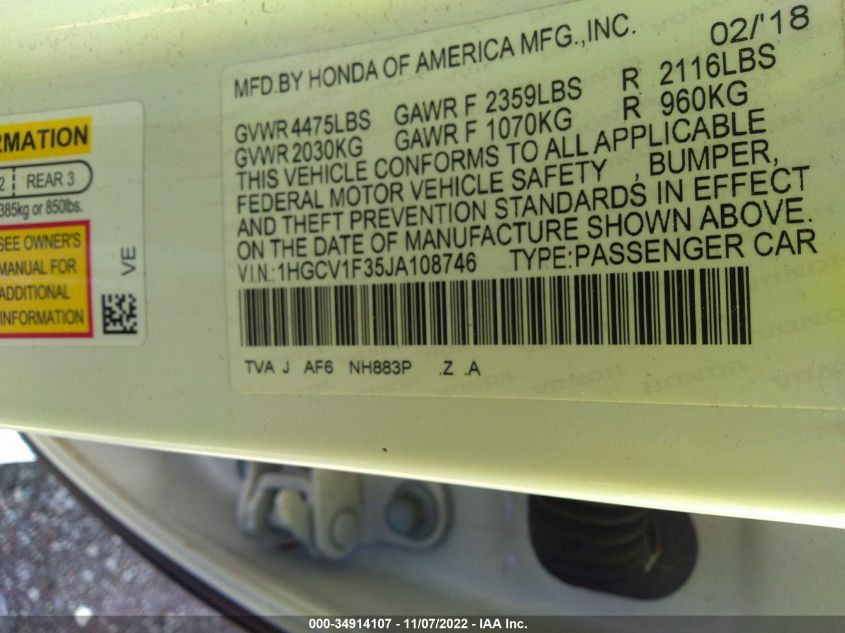 MFD.BY HONDA OF AMERICA MFG.,INC. 02/'18
GVWR 4475LBS GAWR F 2359LBS R 2116LBS
GVWR 2030KG GAWR F 1070KG R 960KG
THIS VEHICLE CONFORMS TO ALL APPLICABLE
FEDERAL MOTOR VEHICLE SAFETY , BUMPER,
AND THEFT PREVENTION STANDARDS IN EFFECT
ON THE DATE OF MANUFACTURE SHOWN ABOVE.
V.I.N.:1HGCV1F35JA108746 TYPE:PASSENGER CAR
TVA J AF6 NH883P .Z .A
RMATION
2 REAR 3
385kg or 850lbs.
SEE OWNER'S
MANUAL FOR
ADDITIONAL
INFORMATION
VE
000-34914107 - 11/07/2022 - IAA Inc.